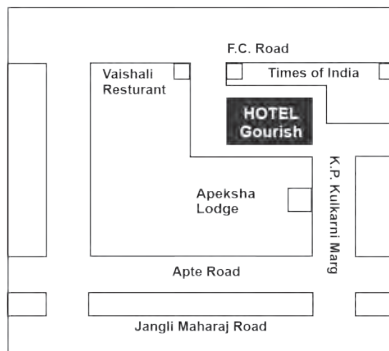 F.C. Road
Vaishali
Resturant
Times of India
HOTEL
Gourish
K.P. Kulkarni Marg
Apeksha
Lodge
Apte Road
Jangli Maharaj Road